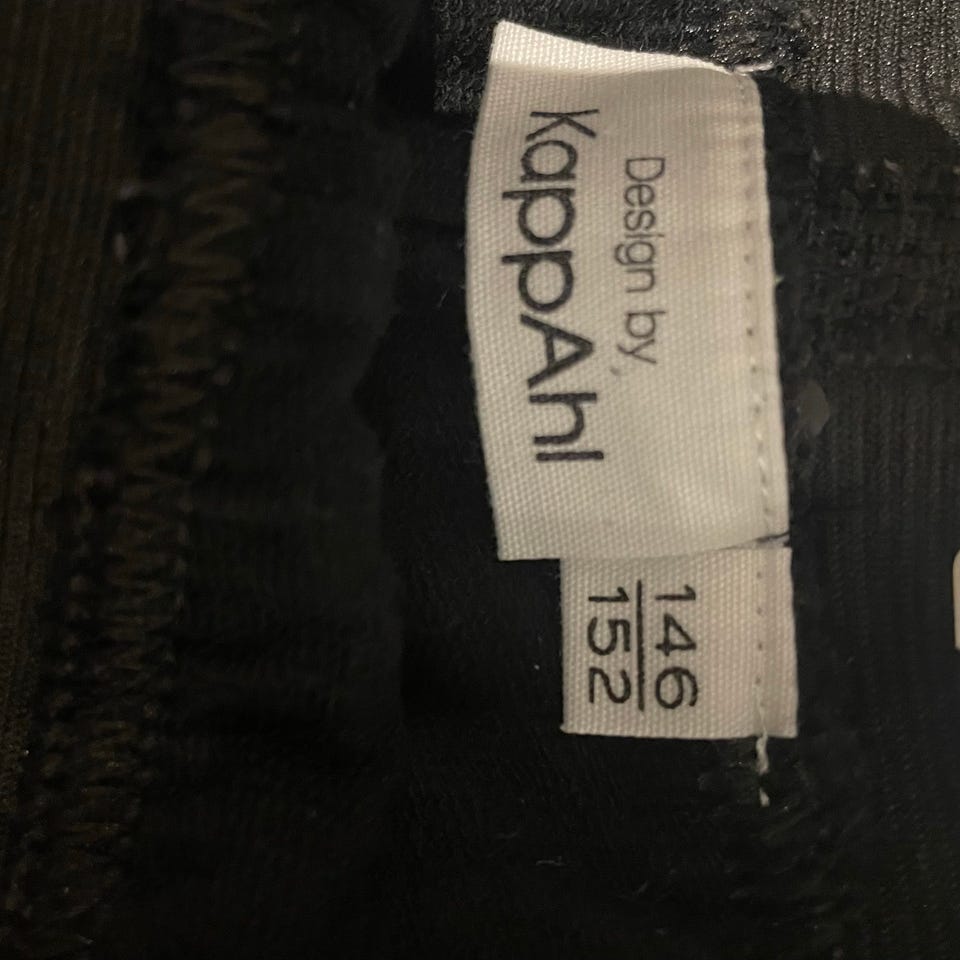 Design by,
KappAhl
146
152